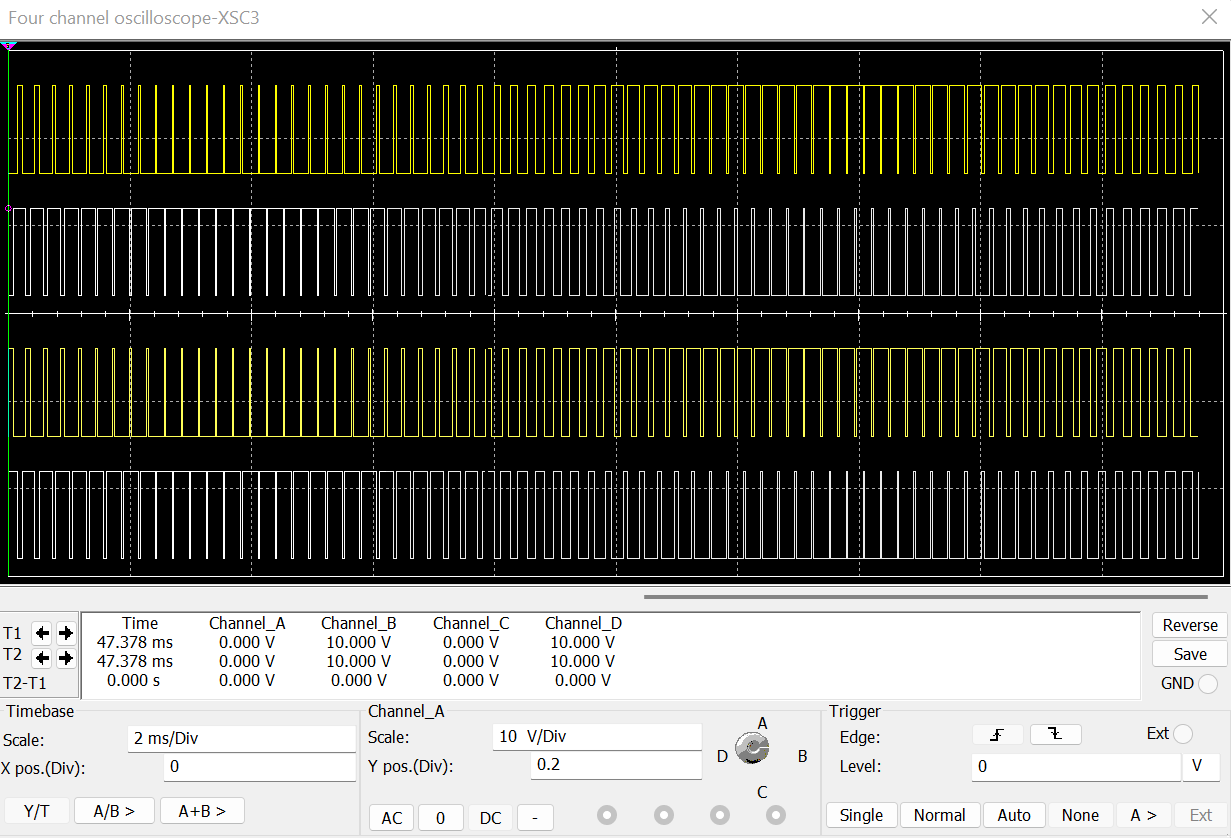 Four channel oscilloscope-XSC3
T1
T2
T2-T1
Time Channel_A Channel_B Channel_C Channel_D
47.378 ms 0.000 V 10.000 V 0.000 V 10.000 V
47.378 ms 0.000 V 10.000 V 0.000 V 10.000 V
0.000 s 0.000 V 0.000 V 0.000 V 0.000 V
Reverse
Save
GND
Timebase
Scale: 2 ms/Div
X pos.(Div): 0
Y/T A/B > A+B >
Channel_A
Scale: 10 V/Div
Y pos.(Div): 0.2
AC 0 DC -
A
D B
C
Trigger
Edge: Ext
Level: 0 V
Single Normal Auto None A > Ext